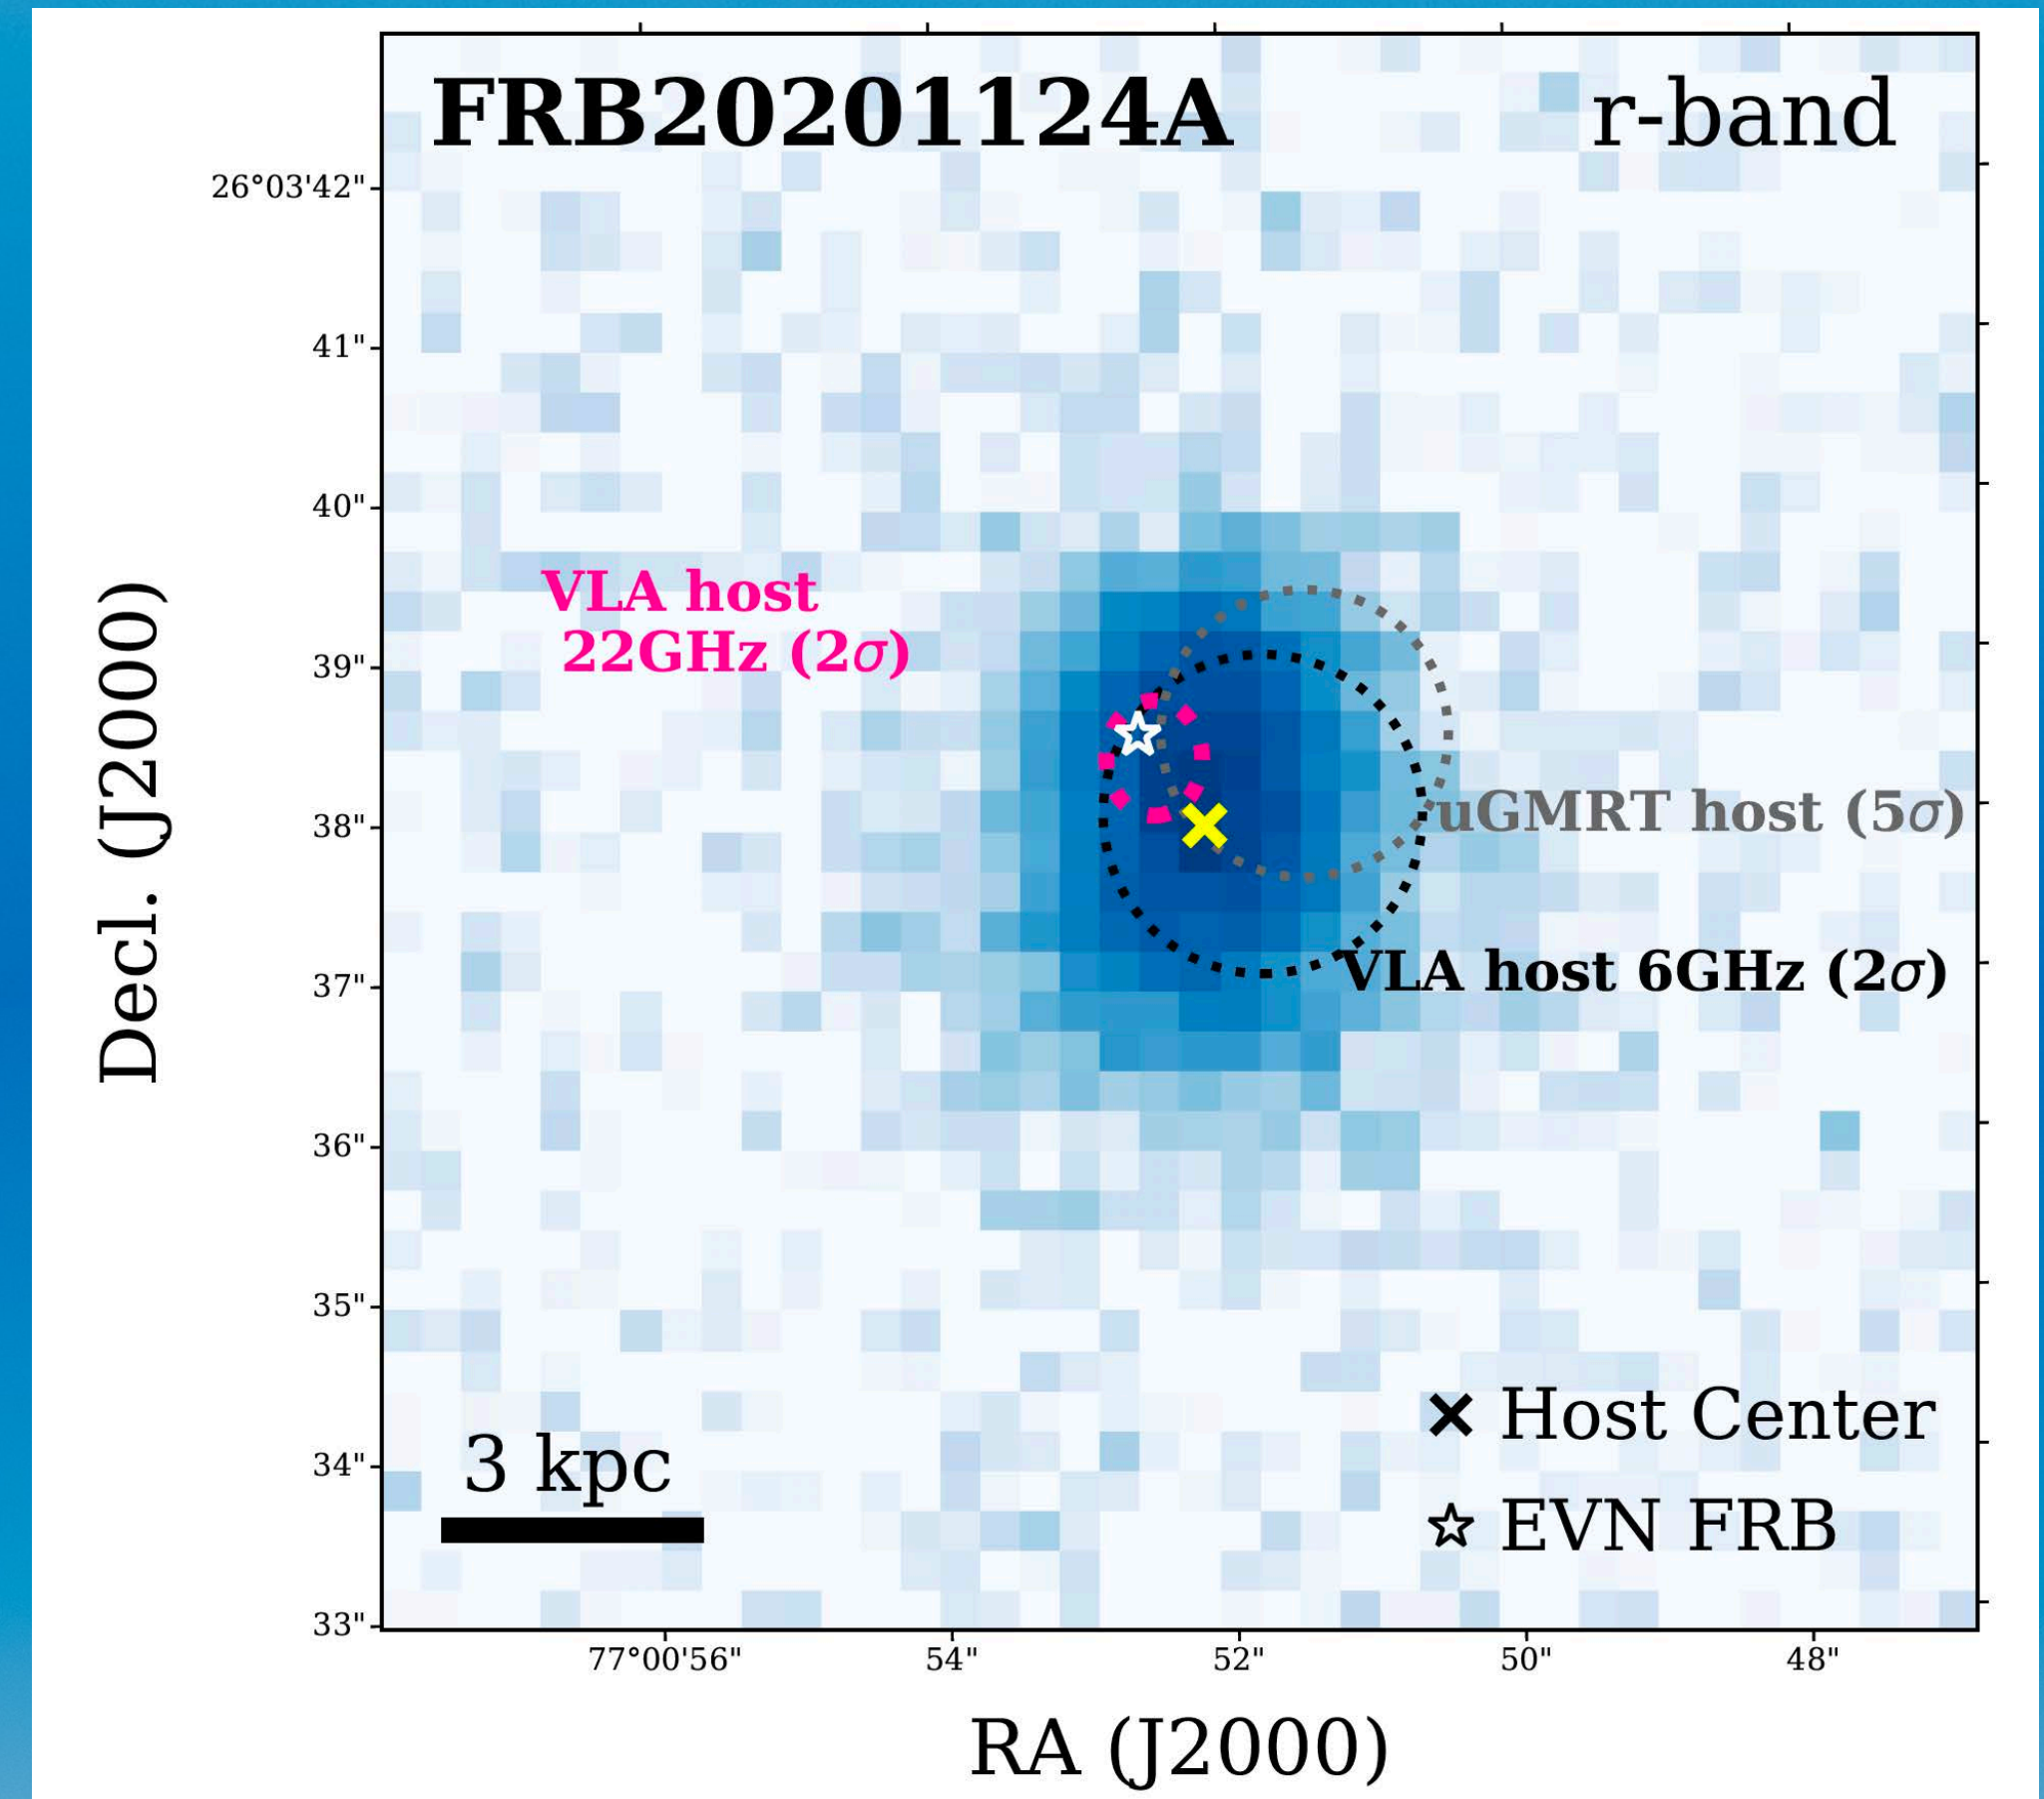 FRB20201124A
r-band
26°03'42"
41"
40"
39"
38"
37"
36"
35"
34"
33"
Decl. (J2000)
VLA host
22GHz (2σ)
uGMRT host (5σ)
VLA host 6GHz (2σ)
3 kpc
Host Center
EVN FRB
77°00'56"
54"
52"
50"
48"
RA (J2000)